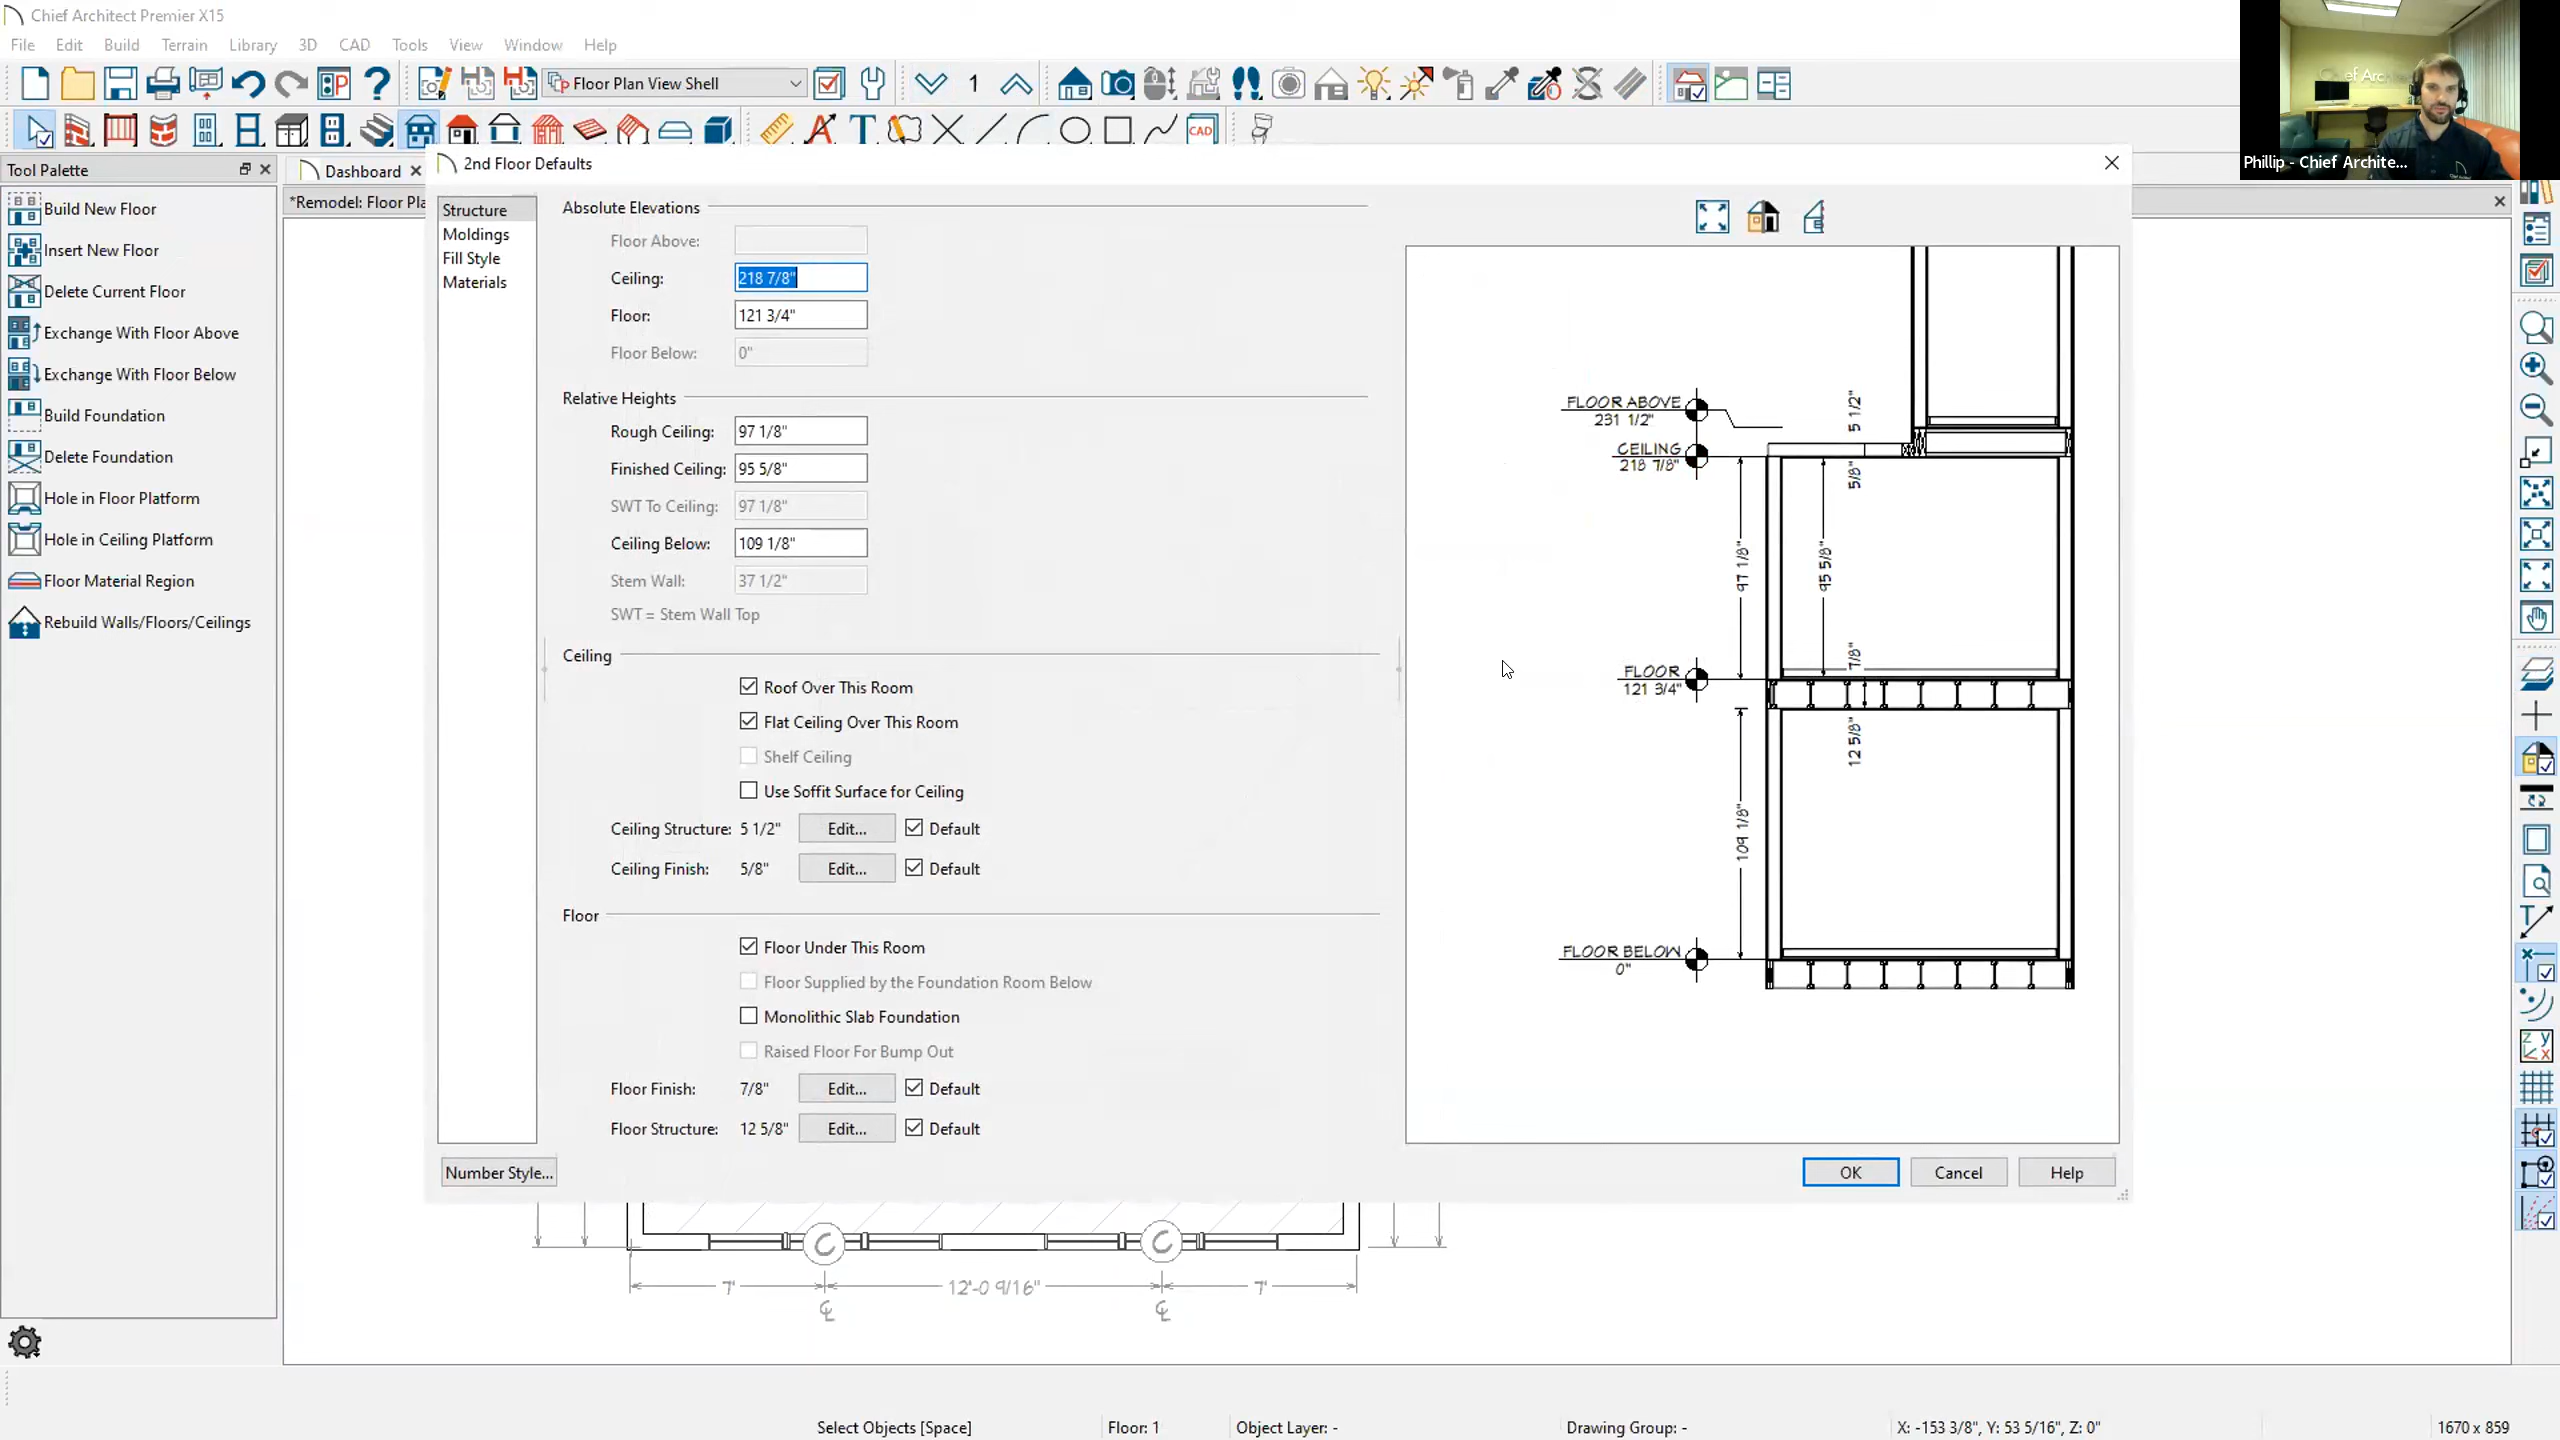 Chief Architect Premier X15
File Edit Build Terrain Library 3D CAD Tools View Window Help
Floor Plan View Shell
1
CAD
Phillip - Chief Archite...
Tool Palette
Dashboard
2nd Floor Defaults
*Remodel: Floor Pla
Build New Floor
Insert New Floor
Delete Current Floor
Exchange With Floor Above
Exchange With Floor Below
Build Foundation
Delete Foundation
Hole in Floor Platform
Hole in Ceiling Platform
Floor Material Region
Rebuild Walls/Floors/Ceilings
Structure
Moldings
Fill Style
Materials
Absolute Elevations
Floor Above:
Ceiling: 218 7/8"
Floor: 121 3/4"
Floor Below: 0"
Relative Heights
Rough Ceiling: 97 1/8"
Finished Ceiling: 95 5/8"
SWT To Ceiling: 97 1/8"
Ceiling Below: 109 1/8"
Stem Wall: 37 1/2"
SWT = Stem Wall Top
Ceiling
Roof Over This Room
Flat Ceiling Over This Room
Shelf Ceiling
Use Soffit Surface for Ceiling
Ceiling Structure: 5 1/2" Edit... Default
Ceiling Finish: 5/8" Edit... Default
Floor
Floor Under This Room
Floor Supplied by the Foundation Room Below
Monolithic Slab Foundation
Raised Floor For Bump Out
Floor Finish: 7/8" Edit... Default
Floor Structure: 12 5/8" Edit... Default
FLOOR ABOVE
231 1/2"
CEILING
218 7/8"
5 1/2"
5/8"
97 1/8"
95 5/8"
7/8"
FLOOR
121 3/4"
12 5/8"
109 1/8"
FLOOR BELOW
0"
Number Style...
OK Cancel Help
7' 12'-0 9/16" 7'
Select Objects [Space] Floor: 1 Object Layer: - Drawing Group: - X: -153 3/8", Y: 53 5/16", Z: 0" 1670 x 859